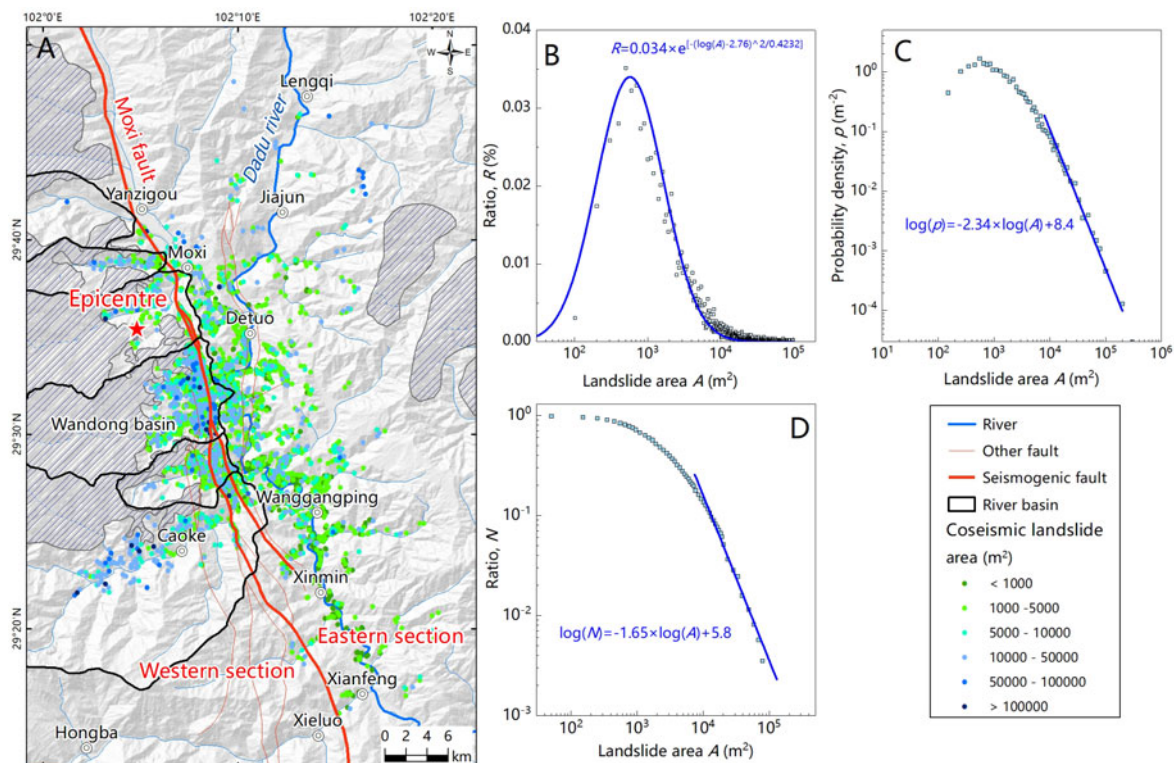 102°0'E
102°10'E
102°20'E
A
N
W E
S
Lengqi
Moxi fault
Dadu river
Yanzigou
Jiajun
29°40'N
Moxi
Epicentre
Detuo
Wandong basin
29°30'N
Wanggangping
Caoke
Xinmin
29°20'N
Eastern section
Western section
Xianfeng
Xieluo
Hongba
0 2 4 6
km
B
R=0.034×e[-(log(A)-2.76)^2/0.4232]
Ratio, R (%)
0.04
0.03
0.02
0.01
0.00
10² 10³ 10⁴ 10⁵
Landslide area A (m²)
C
Probability density, p (m⁻²)
10⁰
10⁻¹
10⁻²
10⁻³
10⁻⁴
log(p)=-2.34×log(A)+8.4
10² 10³ 10⁴ 10⁵ 10⁶
Landslide area A (m²)
D
Ratio, N
10⁰
10⁻¹
10⁻²
10⁻³
log(N)=-1.65×log(A)+5.8
10² 10³ 10⁴ 10⁵
Landslide area A (m²)
River
Other fault
Seismogenic fault
River basin
Coseismic landslide
area (m²)
< 1000
1000 -5000
5000 - 10000
10000 - 50000
50000 - 100000
> 100000